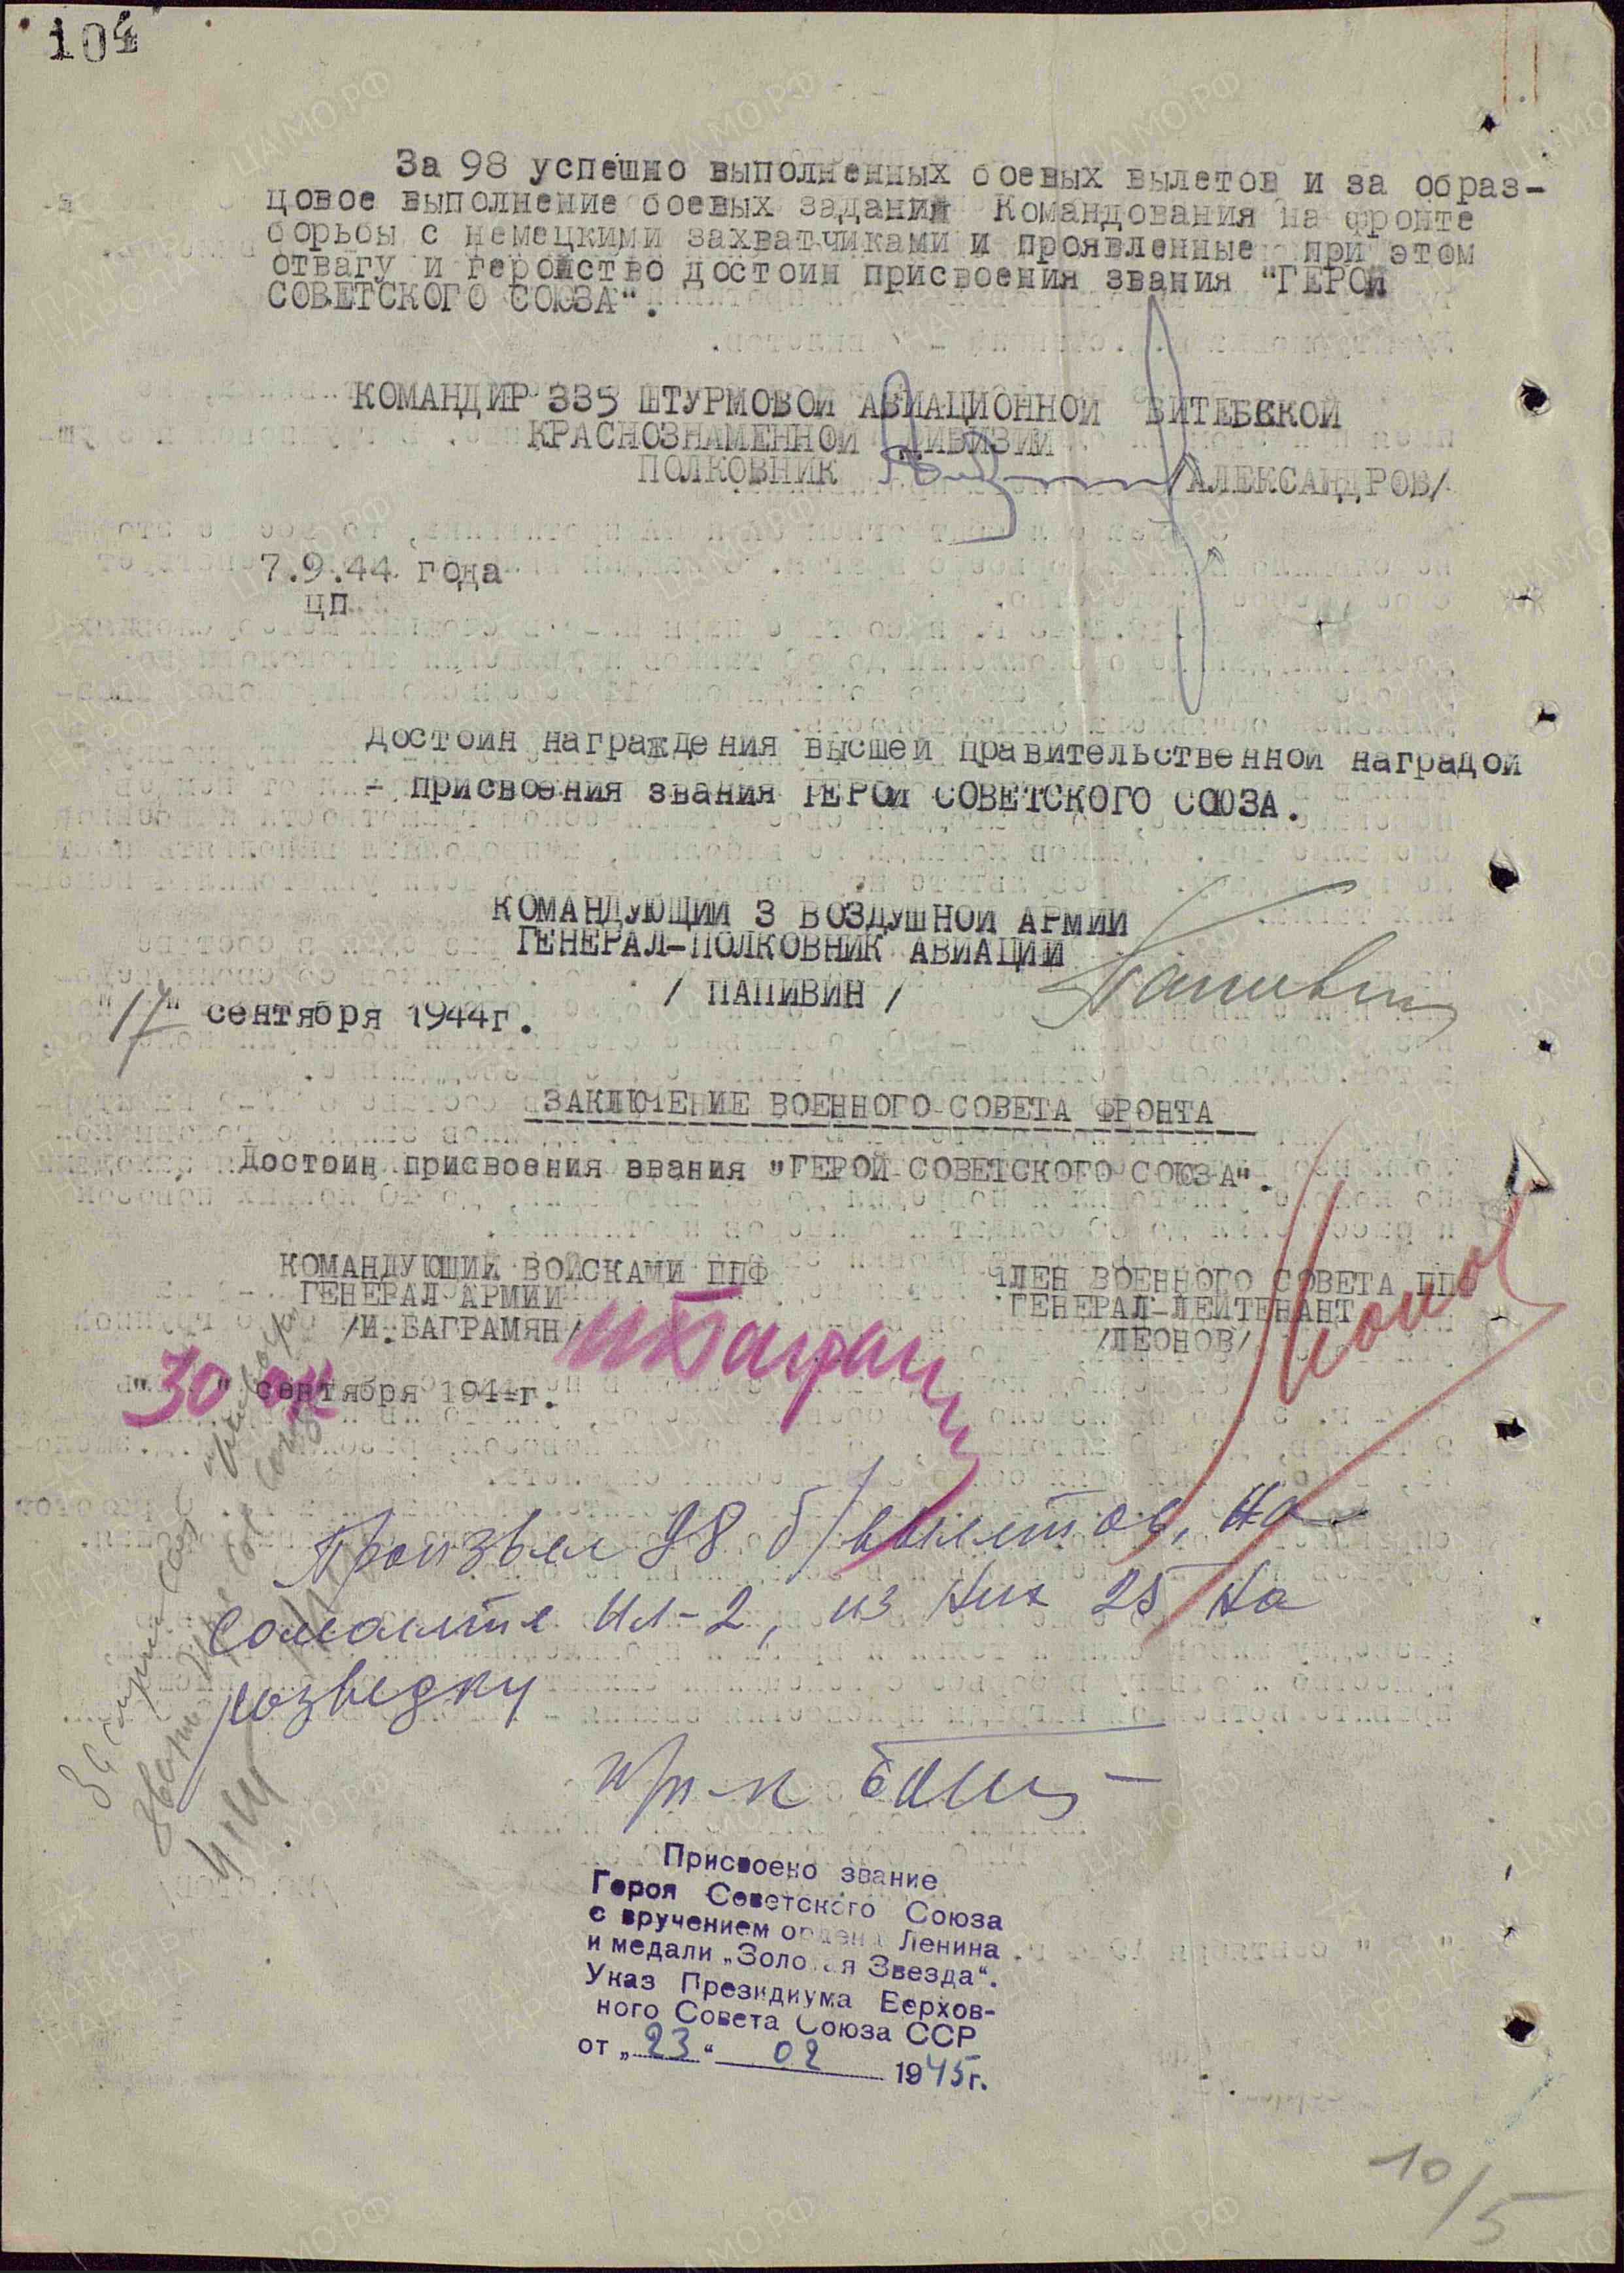 104
За 98 успешно выполненных боевых вылетов и за образ-
цовое выполнение боевых заданий Командования на фронте
борьбы с немецкими захватчиками и проявленные при этом
отвагу и геройство достоин присвоения звания "ГЕРОЙ
СОВЕТСКОГО СОЮЗА".
КОМАНДИР 335 ШТУРМОВОЙ АВИАЦИОННОЙ ВИТЕБСКОЙ
КРАСНОЗНАМЕННОЙ ДИВИЗИИ
ПОЛКОВНИК /АЛЕКСАНДРОВ/
7.9.44 года
цп
Достоин награждения высшей правительственной наградой
- присвоения звания ГЕРОЙ СОВЕТСКОГО СОЮЗА.
КОМАНДУЮЩИЙ 3 ВОЗДУШНОЙ АРМИИ
ГЕНЕРАЛ-ПОЛКОВНИК АВИАЦИИ
/ ПАПИВИН / Папивин
"17" сентября 1944г.
ЗАКЛЮЧЕНИЕ ВОЕННОГО СОВЕТА ФРОНТА
Достоин присвоения звания "ГЕРОЙ СОВЕТСКОГО СОЮЗА".
КОМАНДУЮЩИЙ ВОЙСКАМИ ППФ
ГЕНЕРАЛ АРМИИ
/И.БАГРАМЯН/ ИБаграмян
ЧЛЕН ВОЕННОГО СОВЕТА ППФ
ГЕНЕРАЛ-ЛЕЙТЕНАНТ
/ЛЕОНОВ/
"30" сентября 1944г.
Произвел 98 б/вылетов, на
самолете Ил-2, из них 25 на
разведку
Присвоено звание
Героя Советского Союза
с вручением ордена Ленина
и медали „Золотая Звезда“.
Указ Президиума Верхов-
ного Совета Союза ССР
от „23“ 02 1945г.
10/5